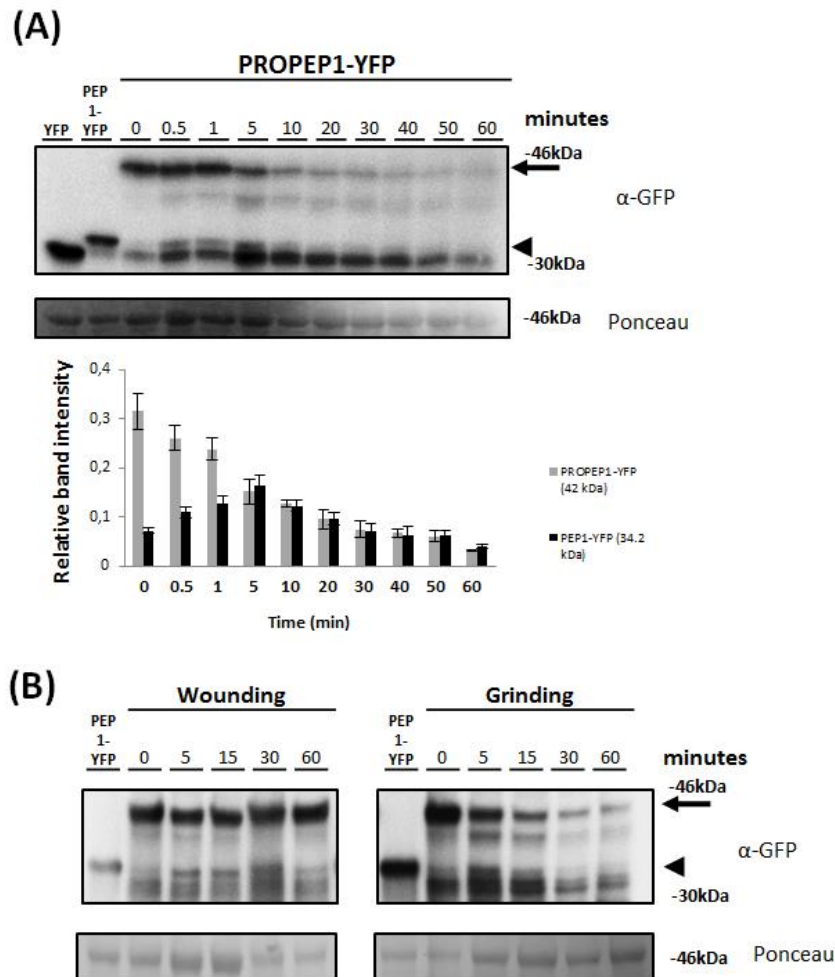 (A)
PROPEP1-YFP
YFP
PEP
1-
YFP
0 0.5 1 5 10 20 30 40 50 60
minutes
-46kDa
α-GFP
-30kDa
-46kDa
Ponceau
Relative band intensity
0,4
0,3
0,2
0,1
0
0 0.5 1 5 10 20 30 40 50 60
Time (min)
PROPEP1-YFP
(42 kDa)
PEP1-YFP (34.2
kDa)
(B)
Wounding
Grinding
PEP
1-
YFP
0 5 15 30 60
PEP
1-
YFP
0 5 15 30 60
minutes
-46kDa
α-GFP
-30kDa
-46kDa
Ponceau